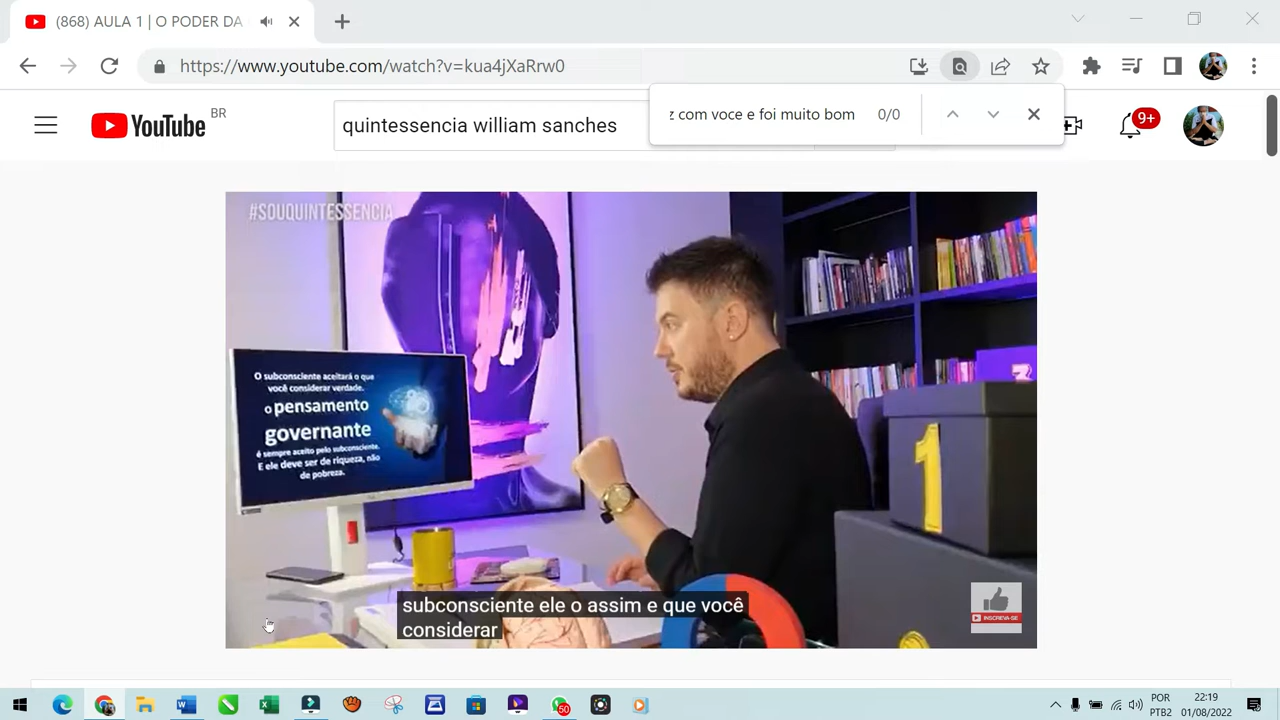 (868) AULA 1 | O PODER DA
https://www.youtube.com/watch?v=kua4jXaRrw0
z com voce e foi muito bom 0/0
YouTube BR
quintessencia william sanches
9+
#SOUQUINTESSENCIA
O subconsciente aceitará o que
você considerar verdade.
o pensamento
governante
é sempre aceito pelo subconsciente.
E ele deve ser de riqueza, não
de pobreza.
1
subconsciente ele o assim e que você
considerar
INSCREVA-SE
50
POR
PTB2
22:19
01/08/2022